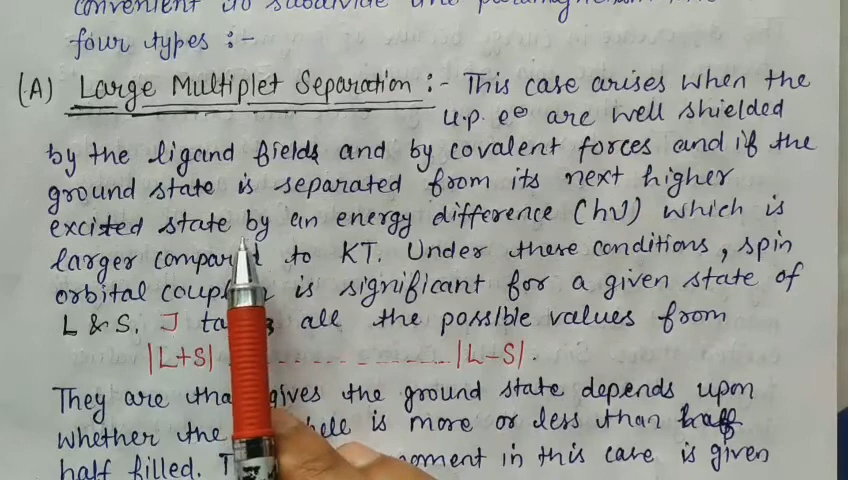 convenient to subdivide the
four types :-
(A) Large Multiplet Separation :- This case arises when the
u.p. e⊖ are well shielded
by the ligand fields and by covalent forces and if the
ground state is separated from its next higher
excited state by an energy difference (hν) which is
larger compar t to KT. Under these conditions, spin
orbital coup is significant for a given state of
L & S. J ta s all the possible values from
|L+S| - - - - - - - - - - - |L-S|.
They are tha gives the ground state depends upon
whether the is more or less than half
half filled. moment in this case is given